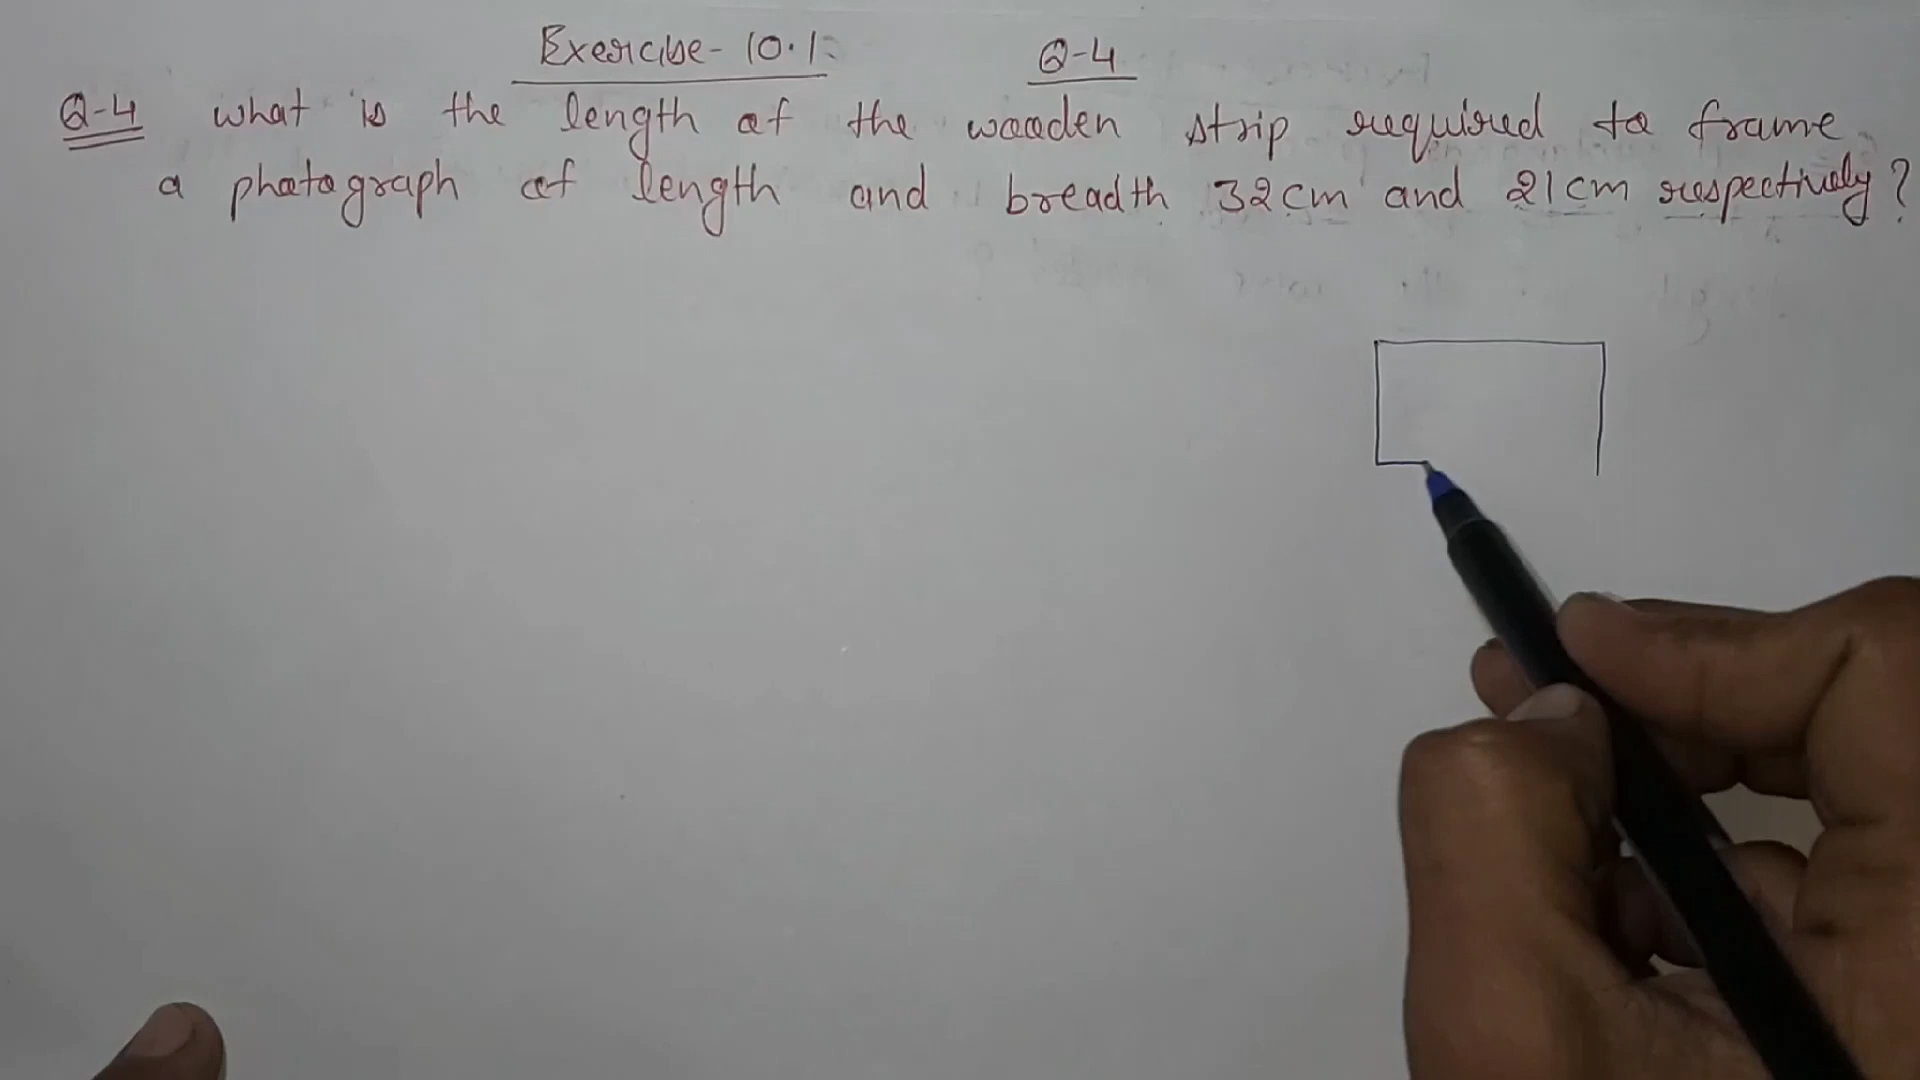 Exercise-10.1 Q-4
Q-4 what is the length of the wooden strip required to frame
a photograph of length and breadth 32cm and 21cm respectively?